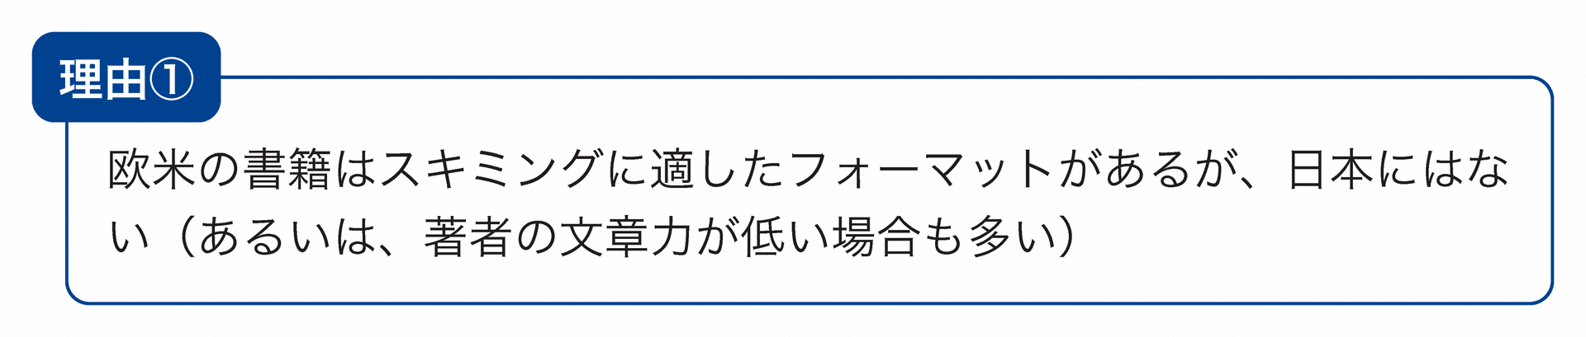 理由①
欧米の書籍はスキミングに適したフォーマットがあるが、日本にはな
い（あるいは、著者の文章力が低い場合も多い）